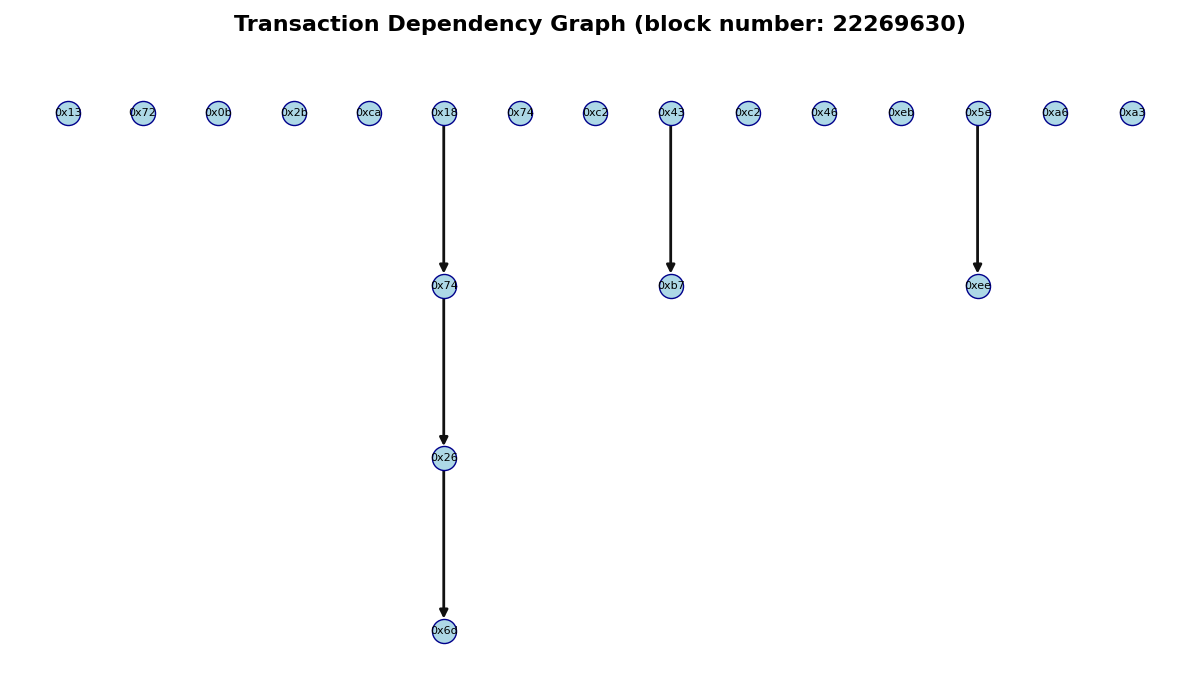 Transaction Dependency Graph (block number: 22269630)
0x13 0x72 0x0b 0x2b 0xca 0x18 0x74 0xc2 0x43 0xc2 0x46 0xeb 0x5e 0xa6 0xa3
0x74 0xb7 0xee
0x26
0x6d